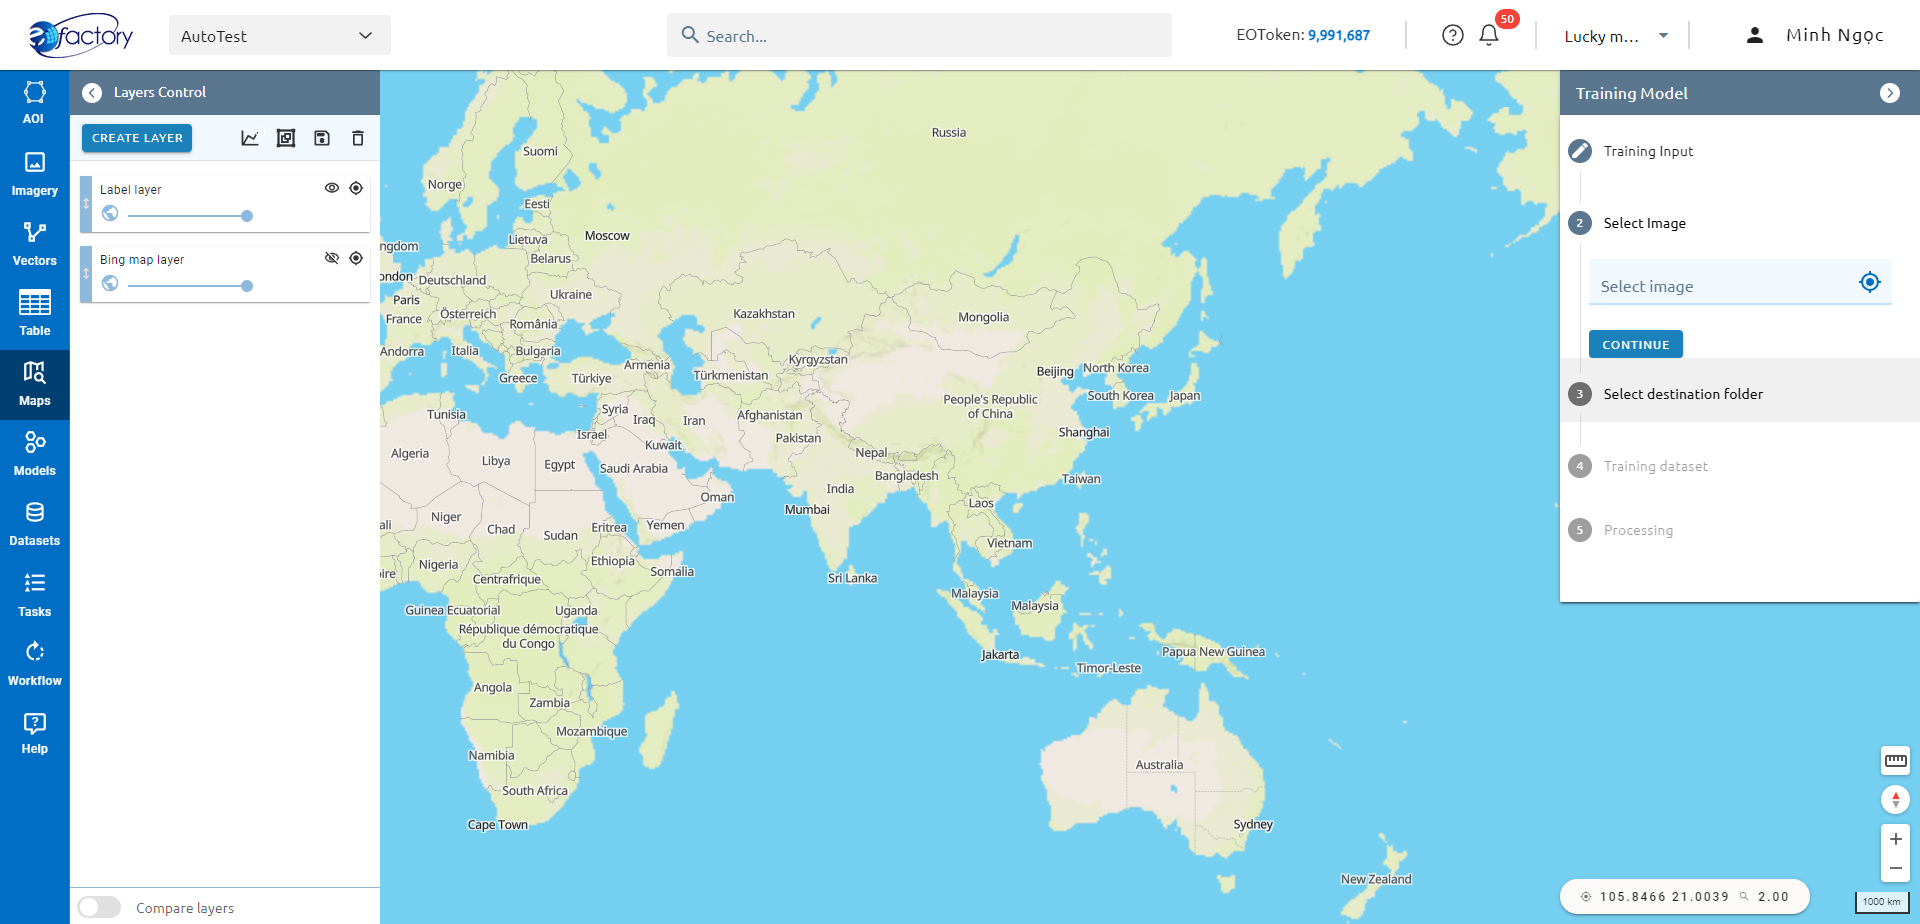 factory
AutoTest
Search...
EOToken: 9,991,687
50
Lucky m...
Minh Ngọc
AOI
Imagery
Vectors
Table
Maps
Models
Datasets
Tasks
Workflow
Help
Layers Control
CREATE LAYER
Label layer
Bing map layer
Compare layers
Russia
Suomi
Norge
Eesti
Moscow
Lietuva
ngdom
Belarus
ondon
Deutschland
Ukraine
Paris
Österreich
France
România
Kazakhstan
Mongolia
Andorra
Italia
Bulgaria
Kyrgyzstan
Armenia
Greece
Türkiye
Türkmenistan
Beijing
North Korea
People's Republic
of China
South Korea
Japan
Tunisia
Syria
Iraq
Iran
Afghanistan
Israel
Kuwait
Pakistan
Shanghai
Algeria
Libya
Egypt
Saudi Arabia
Nepal
Bangladesh
Taiwan
India
Oman
Mumbai
Laos
Niger
Chad
Sudan
Eritrea
Yemen
ali
Vietnam
Nigeria
Ethiopia
Somalia
ire
Centrafrique
Sri Lanka
Malaysia
Malaysia
Guinea Ecuatorial
Uganda
République démocratique
du Congo
Jakarta
Timor-Leste
Papua New Guinea
Angola
Zambia
Mozambique
Namibia
Australia
South Africa
Cape Town
Sydney
New Zealand
Training Model
Training Input
2 Select Image
Select image
CONTINUE
3 Select destination folder
4 Training dataset
5 Processing
105.8466 21.0039 2.00
1000 km